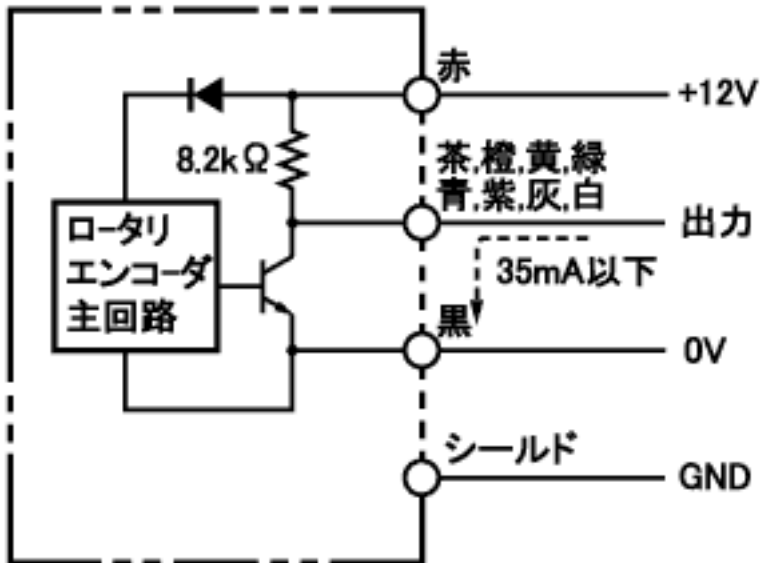 赤
+12V
8.2kΩ
茶,橙,黄,緑
青,紫,灰,白
出力
ロータリ
エンコーダ
主回路
35mA以下
黒
0V
シールド
GND